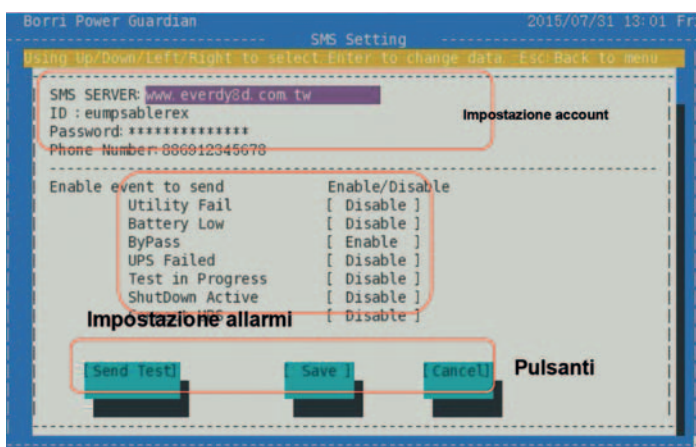 Borri Power Guardian 2015/07/31 13:01 Fr
SMS Setting
Using Up/Down/Left/Right to select Enter to change data. Esc:Back to menu
SMS SERVER: www.everdy8d.com.tw
ID : eumpsablerex
Impostazione account
Password: **************
Phone Number: 886912345678
Enable event to send Enable/Disable
Utility Fail [ Disable ]
Battery Low [ Disable ]
ByPass [ Enable ]
UPS Failed [ Disable ]
Test in Progress [ Disable ]
ShutDown Active [ Disable ]
UPS [ Disable ]
Impostazione allarmi
[Send Test] [ Save ] [Cancel] Pulsanti